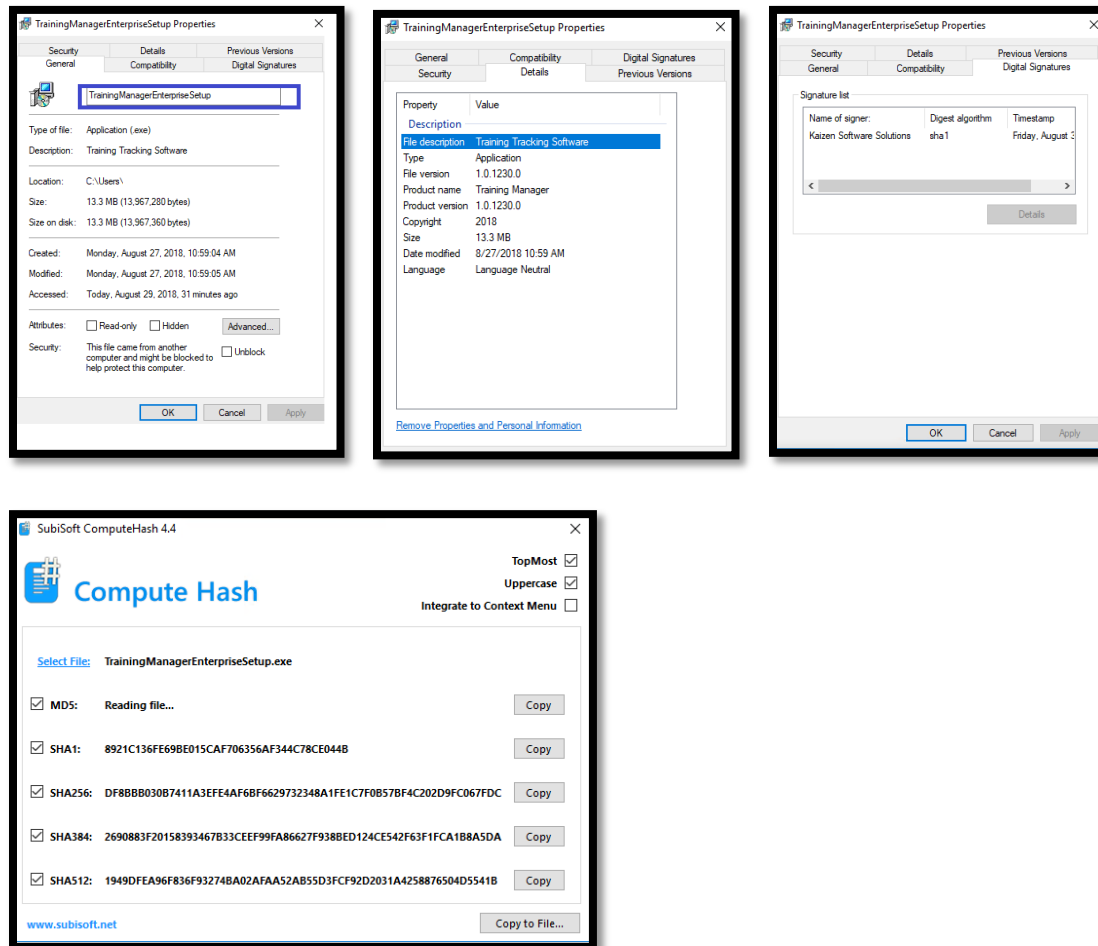 TrainingManagerEnterpriseSetup Properties
Security Details Previous Versions
General Compatibility Digital Signatures
TrainingManagerEnterpriseSetup
Type of file: Application (.exe)
Description: Training Tracking Software
Location: C:\Users\
Size: 13.3 MB (13,967,280 bytes)
Size on disk: 13.3 MB (13,967,360 bytes)
Created: Monday, August 27, 2018, 10:59:04 AM
Modified: Monday, August 27, 2018, 10:59:05 AM
Accessed: Today, August 29, 2018, 31 minutes ago
Attributes: Read-only Hidden Advanced...
Security: This file came from another
computer and might be blocked to
help protect this computer.
Unblock
OK Cancel Apply
TrainingManagerEnterpriseSetup Properties
General Compatibility Digital Signatures
Security Details Previous Versions
Property Value
Description
File description Training Tracking Software
Type Application
File version 1.0.1230.0
Product name Training Manager
Product version 1.0.1230.0
Copyright 2018
Size 13.3 MB
Date modified 8/27/2018 10:59 AM
Language Language Neutral
Remove Properties and Personal Information
TrainingManagerEnterpriseSetup Properties
Security Details Previous Versions
General Compatibility Digital Signatures
Signature list
Name of signer: Digest algorithm Timestamp
Kaizen Software Solutions sha1 Friday, August 3
Details
OK Cancel Apply
SubiSoft ComputeHash 4.4
TopMost
Compute Hash
Uppercase
Integrate to Context Menu
Select File: TrainingManagerEnterpriseSetup.exe
MD5: Reading file... Copy
SHA1: 8921C136FE69BE015CAF706356AF344C78CE044B Copy
SHA256: DF8BBB030B7411A3EFE4AF6BF6629732348A1FE1C7F0B57BF4C202D9FC067FDC Copy
SHA384: 2690883F20158393467B33CEEF99FA86627F938BED124CE542F63F1FCA1B8A5DA Copy
SHA512: 1949DFEA96F836F93274BA02AFAA52AB55D3FCF92D2031A4258876504D5541B Copy
www.subisoft.net Copy to File...